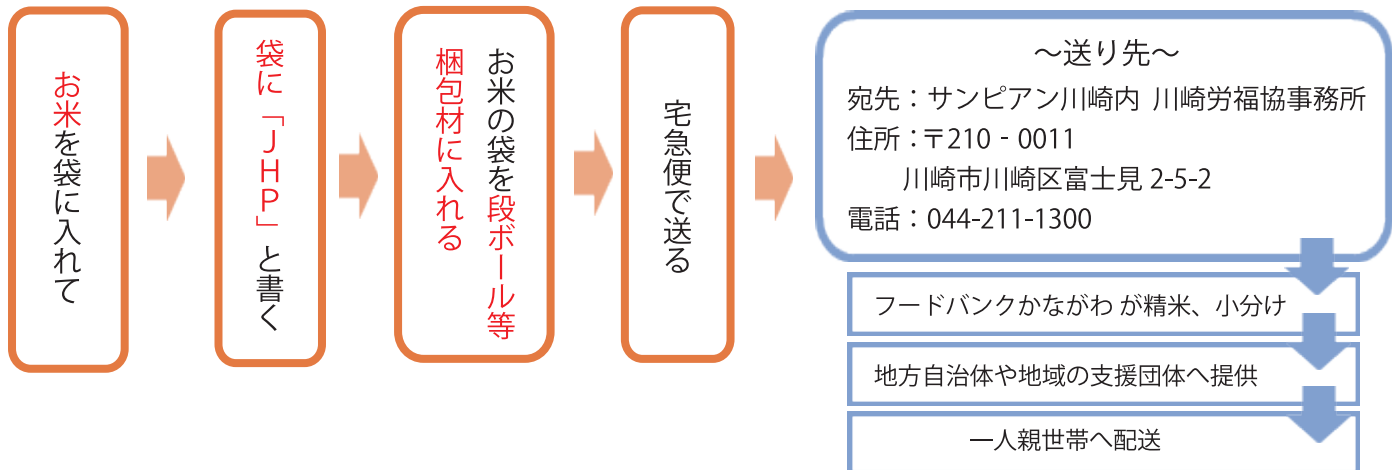 お米を袋に入れて
袋に「ＪＨＰ」と書く
お米の袋を段ボール等
梱包材に入れる
宅急便で送る
～送り先～
宛先：サンピアン川崎内 川崎労福協事務所
住所：〒210‐0011
川崎市川崎区富士見 2-5-2
電話：044-211-1300
フードバンクかながわ が精米、小分け
地方自治体や地域の支援団体へ提供
一人親世帯へ配送